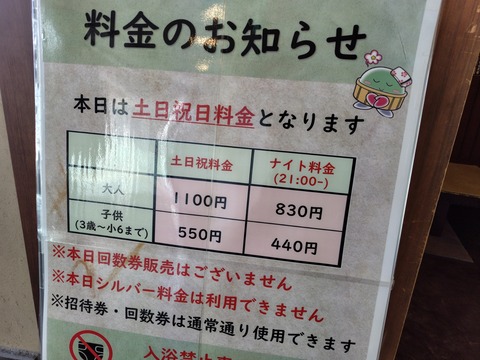 料金のお知らせ
本日は土日祝日料金となります
土日祝料金 ナイト料金
(21:00~)
大人 1100円 830円
子供
(3歳～小6まで) 550円 440円
※本日回数券販売はございません
※本日シルバー料金は利用できません
※招待券・回数券は通常通り使用できます
入浴禁止